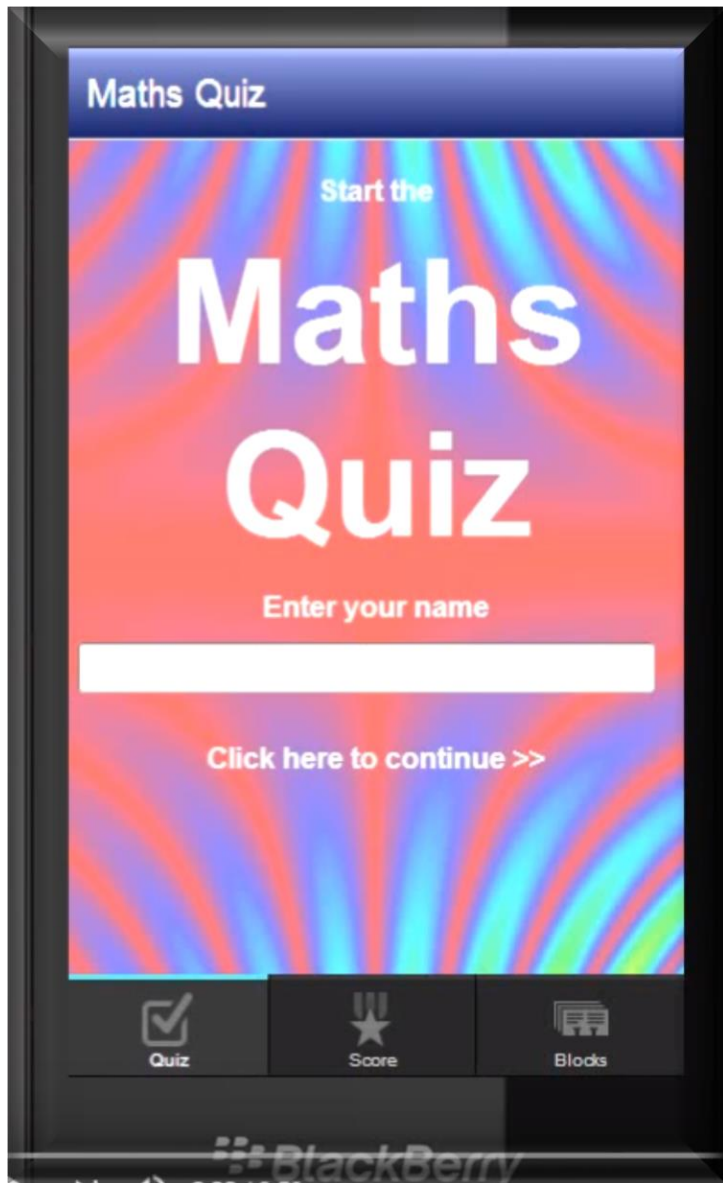 Maths Quiz
Start the
Maths
Quiz
Enter your name
Click here to continue >>
Quiz Score Blocks
BlackBerry